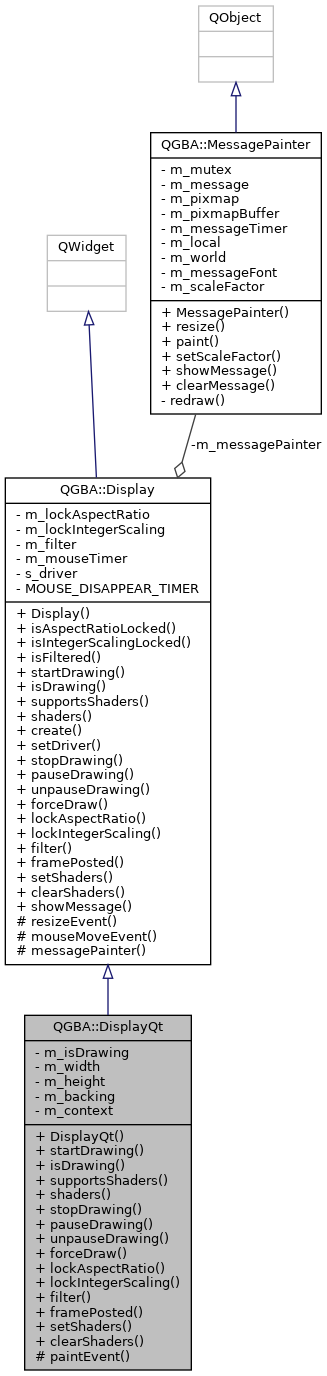 QObject
QGBA::MessagePainter
- m_mutex
- m_message
- m_pixmap
- m_pixmapBuffer
- m_messageTimer
- m_local
- m_world
- m_messageFont
- m_scaleFactor
+ MessagePainter()
+ resize()
+ paint()
+ setScaleFactor()
+ showMessage()
+ clearMessage()
- redraw()
QWidget
-m_messagePainter
QGBA::Display
- m_lockAspectRatio
- m_lockIntegerScaling
- m_filter
- m_mouseTimer
- s_driver
- MOUSE_DISAPPEAR_TIMER
+ Display()
+ isAspectRatioLocked()
+ isIntegerScalingLocked()
+ isFiltered()
+ startDrawing()
+ isDrawing()
+ supportsShaders()
+ shaders()
+ create()
+ setDriver()
+ stopDrawing()
+ pauseDrawing()
+ unpauseDrawing()
+ forceDraw()
+ lockAspectRatio()
+ lockIntegerScaling()
+ filter()
+ framePosted()
+ setShaders()
+ clearShaders()
+ showMessage()
# resizeEvent()
# mouseMoveEvent()
# messagePainter()
QGBA::DisplayQt
- m_isDrawing
- m_width
- m_height
- m_backing
- m_context
+ DisplayQt()
+ startDrawing()
+ isDrawing()
+ supportsShaders()
+ shaders()
+ stopDrawing()
+ pauseDrawing()
+ unpauseDrawing()
+ forceDraw()
+ lockAspectRatio()
+ lockIntegerScaling()
+ filter()
+ framePosted()
+ setShaders()
+ clearShaders()
# paintEvent()